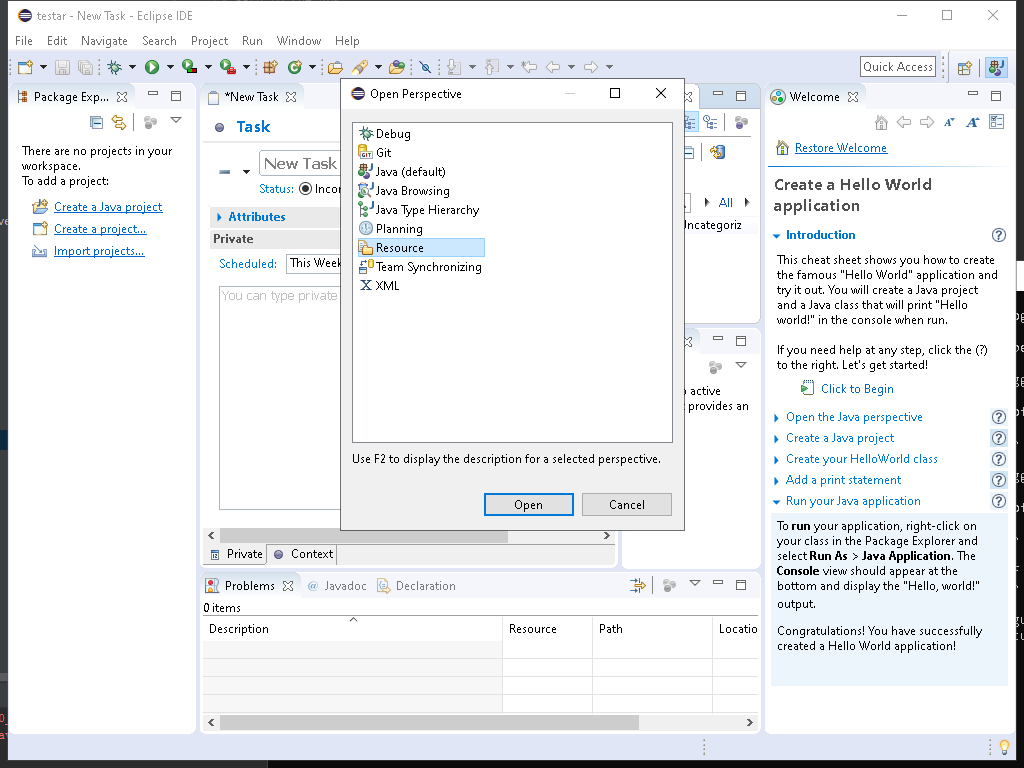 testar - New Task - Eclipse IDE
File Edit Navigate Search Project Run Window Help
Quick Access
Package Exp...
There are no projects in your
workspace.
To add a project:
Create a Java project
Create a project...
Import projects...
*New Task
Task
New Task
Status:
Attributes
Private
Scheduled: This Week
You can type private
Private Context
Open Perspective
Debug
Git
Java (default)
Java Browsing
Java Type Hierarchy
Planning
Resource
Team Synchronizing
XML
Use F2 to display the description for a selected perspective.
Open Cancel
All
active
provides an
Problems @ Javadoc Declaration
0 items
Description Resource Path Locatio
Welcome
Restore Welcome
Create a Hello World
application
Introduction
This cheat sheet shows you how to create
the famous "Hello World" application and
try it out. You will create a Java project
and a Java class that will print "Hello
world!" in the console when run.
If you need help at any step, click the (?)
to the right. Let's get started!
Click to Begin
Open the Java perspective
Create a Java project
Create your HelloWorld class
Add a print statement
Run your Java application
To run your application, right-click on
your class in the Package Explorer and
select Run As > Java Application. The
Console view should appear at the
bottom and display the "Hello, world!"
output.
Congratulations! You have successfully
created a Hello World application!